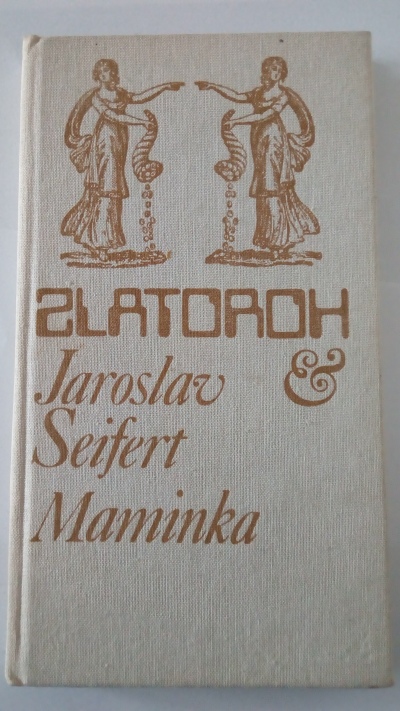 ZLATOROH
Jaroslav &
Seifert
Maminka